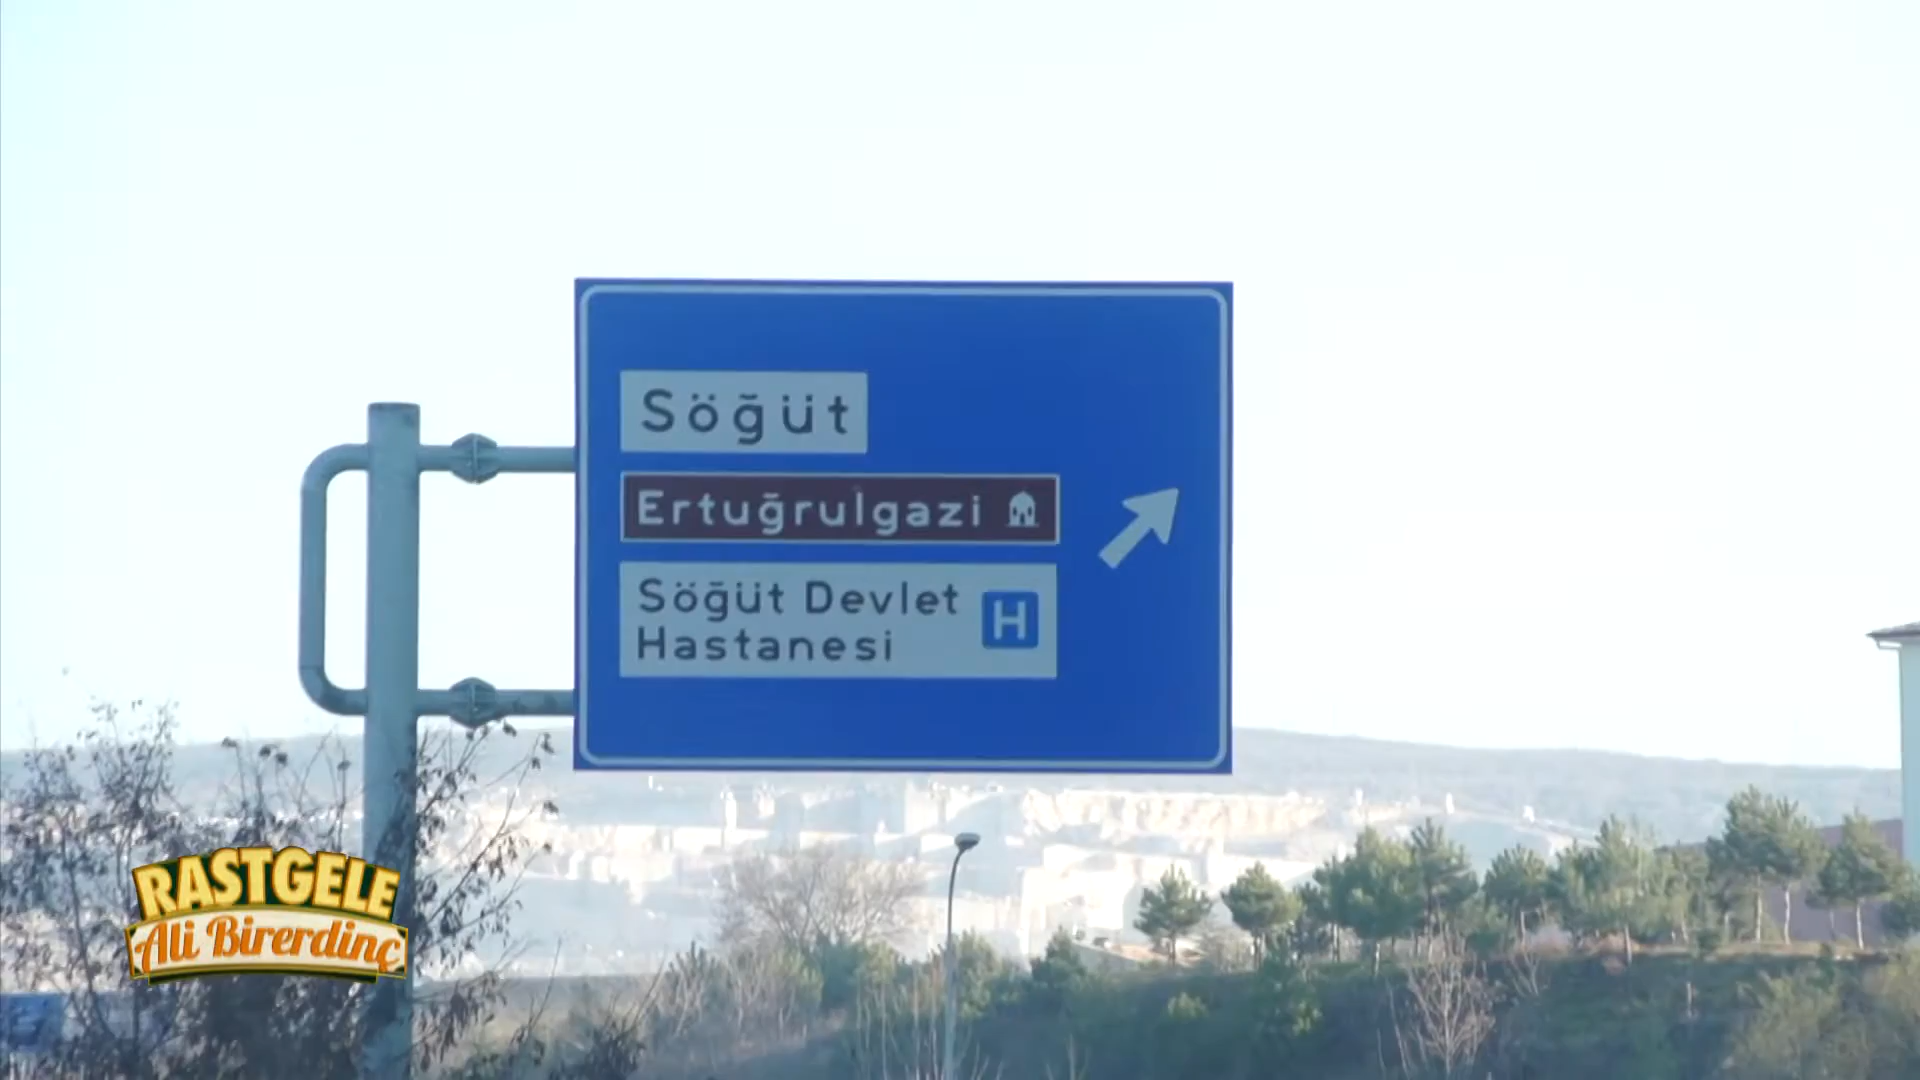 Söğüt
Ertuğrulgazi
Söğüt Devlet
Hastanesi
H
RASTGELE
Ali Birerdinç